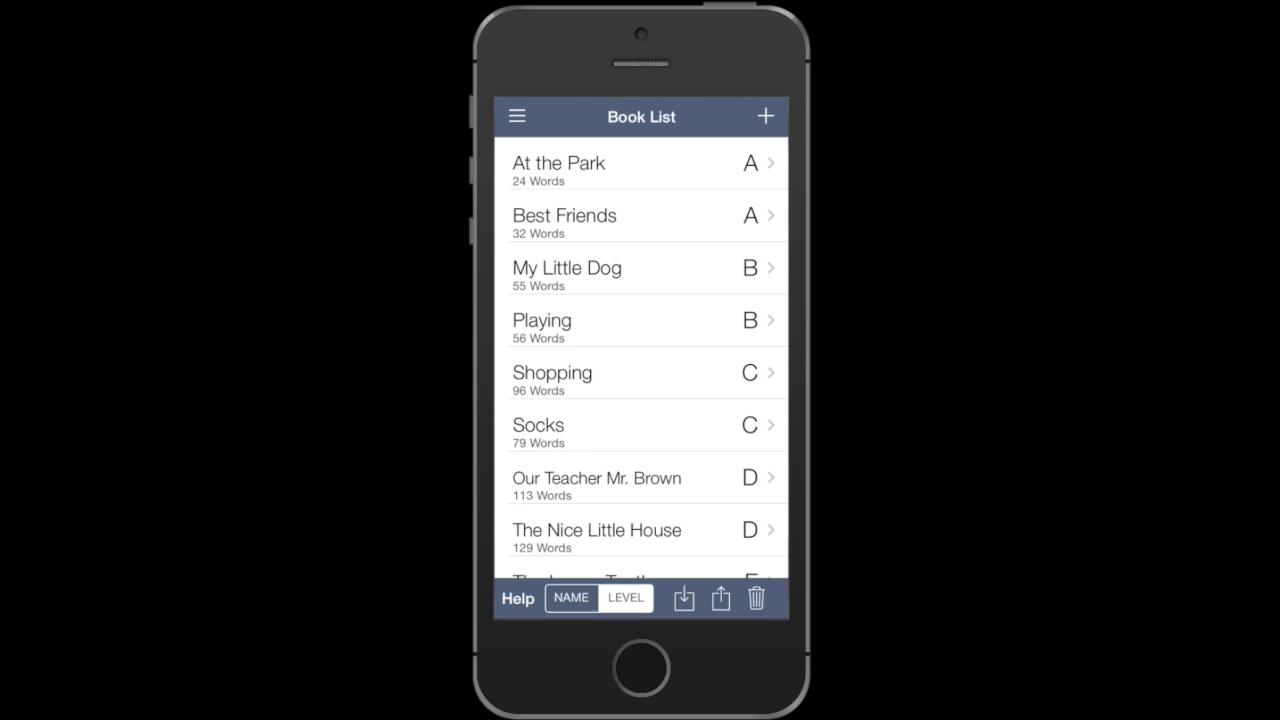 Book List
At the Park
A
24 Words
Best Friends
A
32 Words
My Little Dog
B
55 Words
Playing
B
56 Words
Shopping
C
96 Words
Socks
C
79 Words
Our Teacher Mr. Brown
D
113 Words
The Nice Little House
D
129 Words
Help
NAME
LEVEL